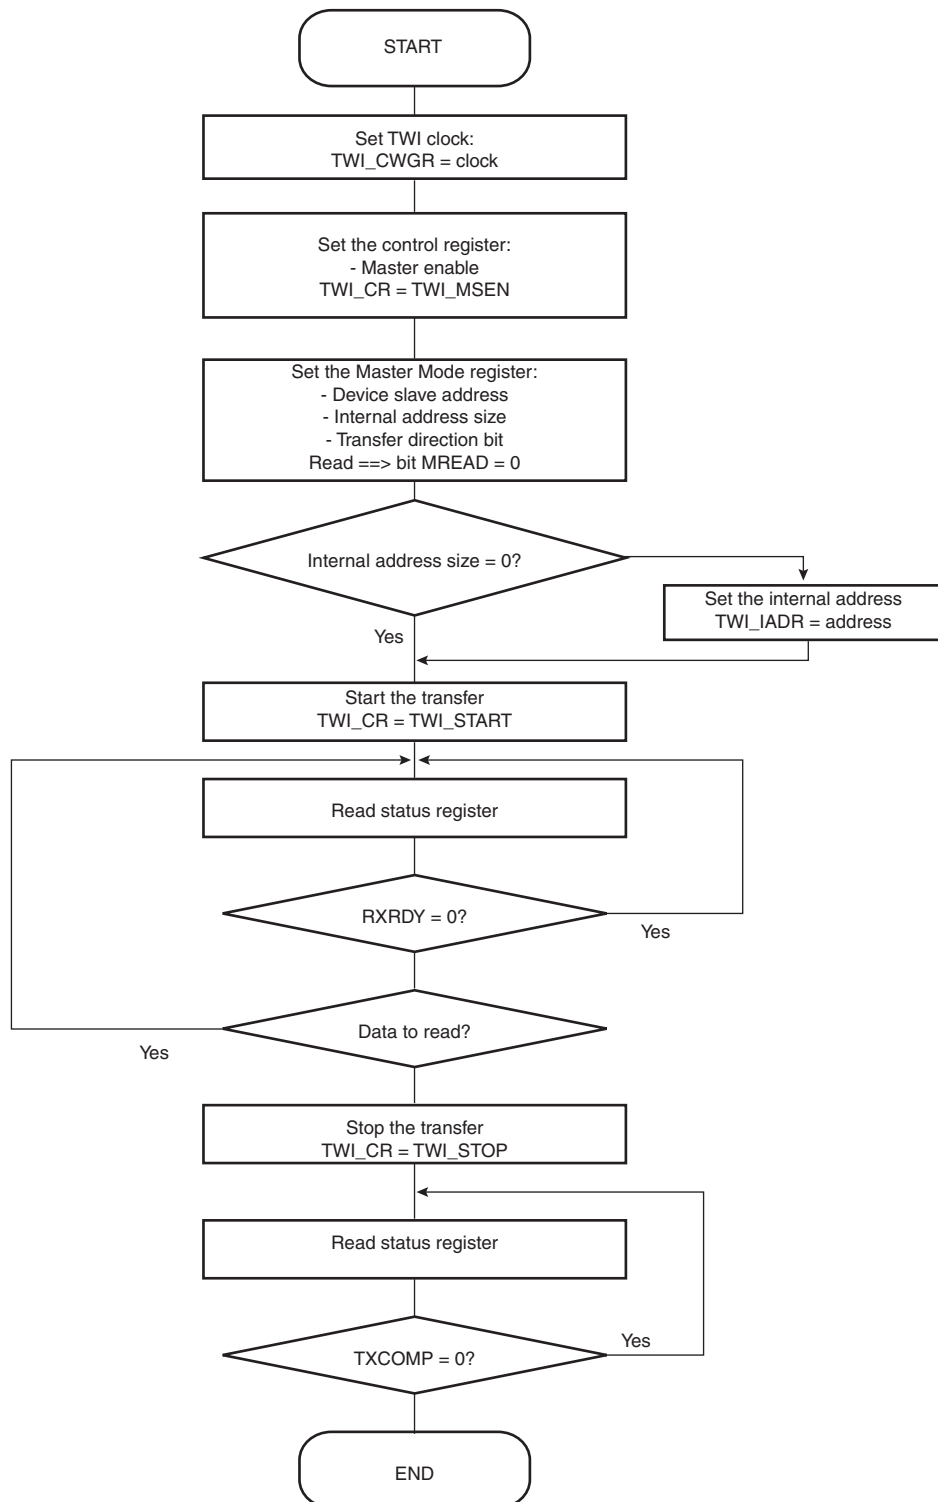 START
Set TWI clock:
TWI_CWGR = clock
Set the control register:
- Master enable
TWI_CR = TWI_MSEN
Set the Master Mode register:
- Device slave address
- Internal address size
- Transfer direction bit
Read ==> bit MREAD = 0
Internal address size = 0?
Set the internal address
TWI_IADR = address
Yes
Start the transfer
TWI_CR = TWI_START
Read status register
RXRDY = 0?
Yes
Data to read?
Yes
Stop the transfer
TWI_CR = TWI_STOP
Read status register
Yes
TXCOMP = 0?
END